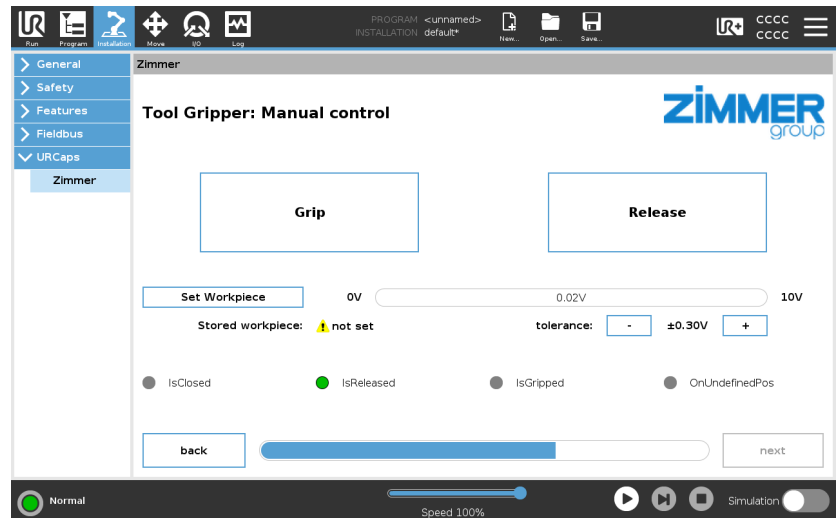 PROGRAM <unnamed>
INSTALLATION default*
Run Program Installation Move I/O Log New... Open... Save...
UR+ cccc
cccc
General
Safety
Features
Fieldbus
URCaps
Zimmer
Zimmer
Tool Gripper: Manual control
ZIMMER
group
Grip Release
Set Workpiece 0V 0.02V 10V
Stored workpiece: not set tolerance: - ±0.30V +
IsClosed IsReleased IsGripped OnUndefinedPos
back next
Normal Speed 100% Simulation